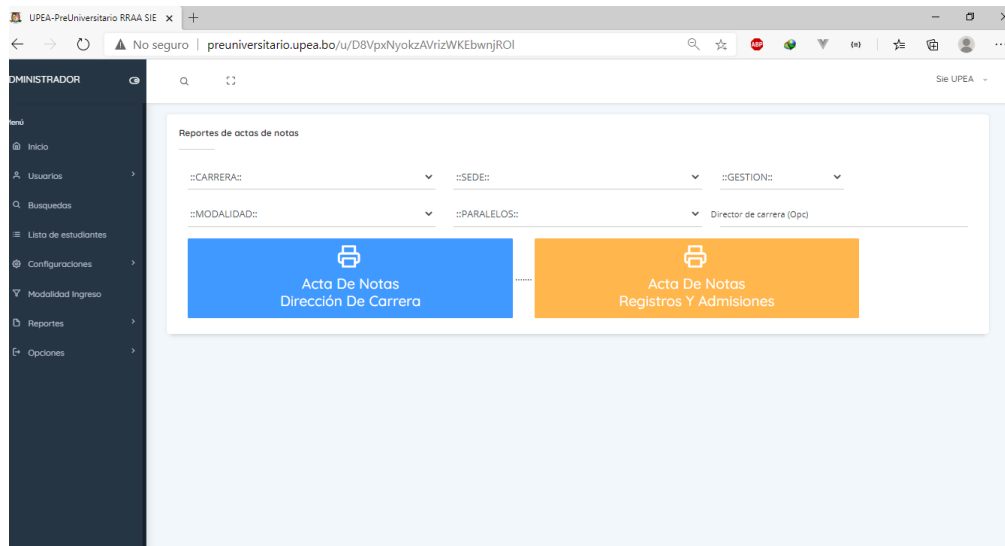 UPEA-PreUniversitario RRAA SIE
No seguro | preuniversitario.upea.bo/u/D8VpxNyokzAVrizWKEbwnjROl
ABP
DMINISTRADOR
Sie UPEA
Menú
Inicio
Usuarios
Busquedas
Lista de estudiantes
Configuraciones
Modalidad Ingreso
Reportes
Opciones
Reportes de actas de notas
::CARRERA::
::SEDE::
::GESTION::
::MODALIDAD::
::PARALELOS::
Director de carrera (Opc)
Acta De Notas
Dirección De Carrera
.......
Acta De Notas
Registros Y Admisiones